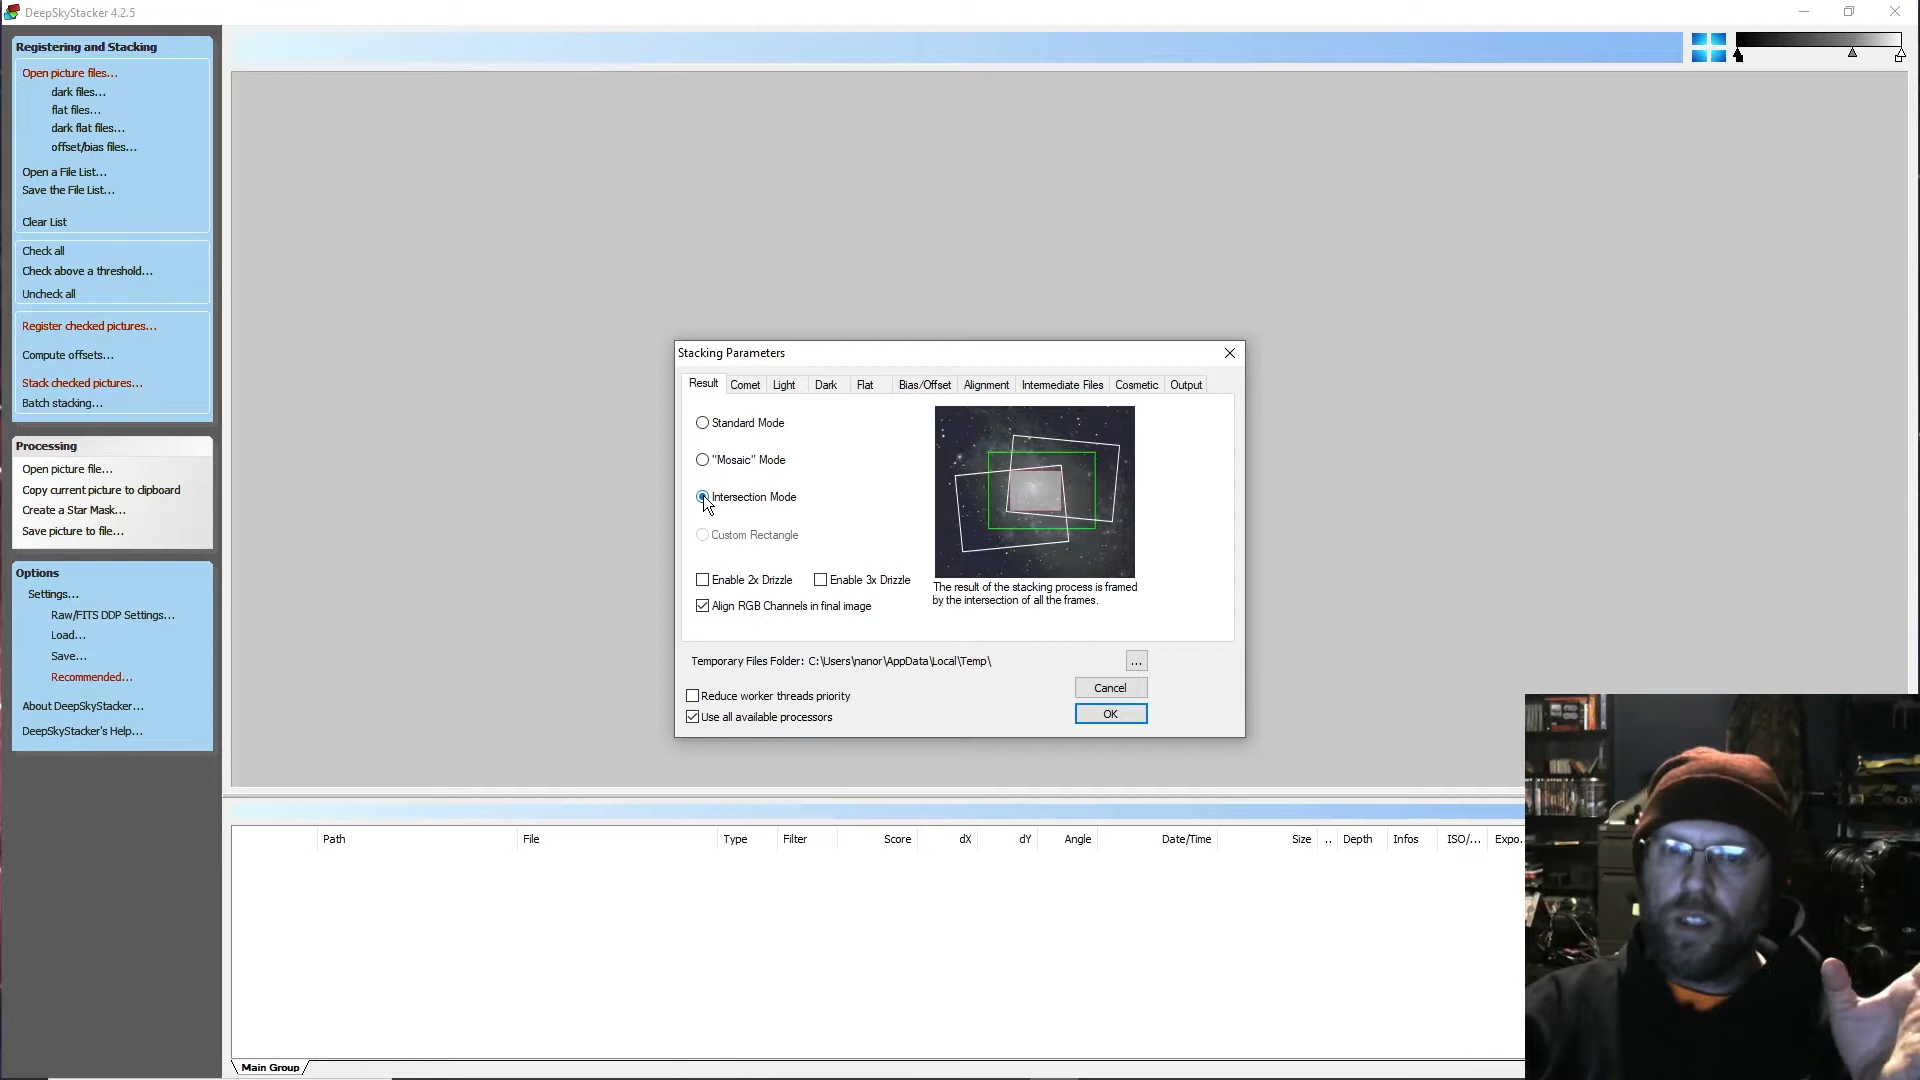 DeepSkyStacker 4.2.5
Registering and Stacking
Open picture files...
dark files...
flat files...
dark flat files...
offset/bias files...
Open a File List...
Save the File List...
Clear List
Check all
Check above a threshold...
Uncheck all
Register checked pictures...
Compute offsets...
Stack checked pictures...
Batch stacking...
Processing
Open picture file...
Copy current picture to clipboard
Create a Star Mask...
Save picture to file...
Options
Settings...
Raw/FITS DDP Settings...
Load...
Save...
Recommended...
About DeepSkyStacker...
DeepSkyStacker's Help...
Stacking Parameters
Result Comet Light Dark Flat Bias/Offset Alignment Intermediate Files Cosmetic Output
Standard Mode
"Mosaic" Mode
Intersection Mode
Custom Rectangle
Enable 2x Drizzle Enable 3x Drizzle
Align RGB Channels in final image
The result of the stacking process is framed
by the intersection of all the frames.
Temporary Files Folder: C:\Users\nanor\AppData\Local\Temp\
...
Reduce worker threads priority
Use all available processors
Cancel
OK
Path File Type Filter Score dX dY Angle Date/Time Size .. Depth Infos ISO/... Expo...
Main Group